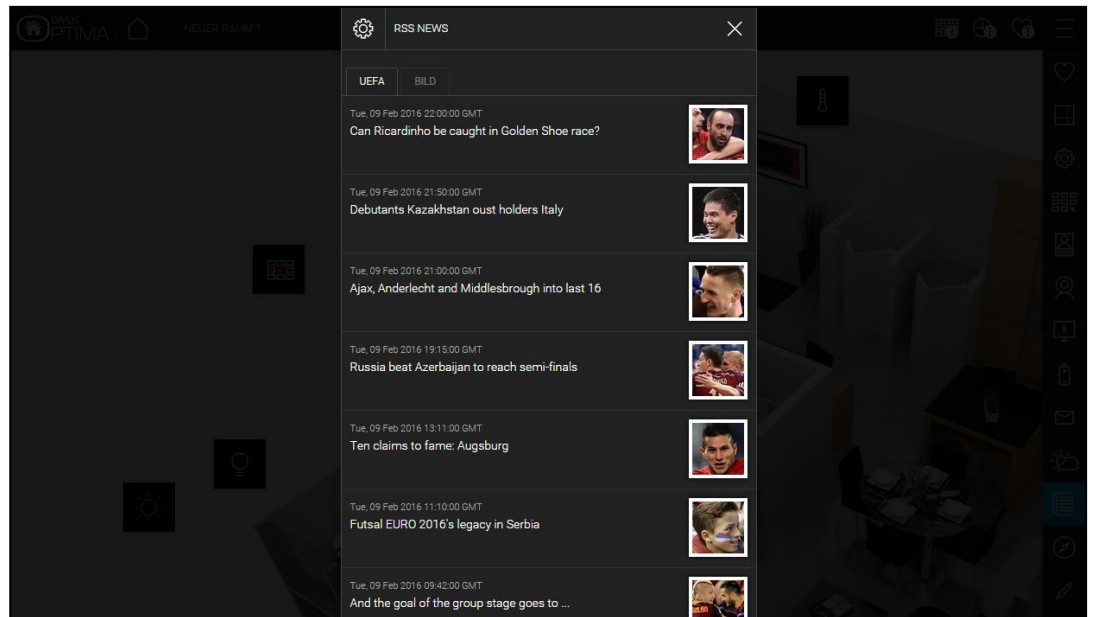 DIVUS
OPTIMA
NEUER RAUM 1
RSS NEWS
UEFA
BILD
Tue, 09 Feb 2016 22:00:00 GMT
Can Ricardinho be caught in Golden Shoe race?
Tue, 09 Feb 2016 21:50:00 GMT
Debutants Kazakhstan oust holders Italy
Tue, 09 Feb 2016 21:00:00 GMT
Ajax, Anderlecht and Middlesbrough into last 16
Tue, 09 Feb 2016 19:15:00 GMT
Russia beat Azerbaijan to reach semi-finals
Tue, 09 Feb 2016 13:11:00 GMT
Ten claims to fame: Augsburg
Tue, 09 Feb 2016 11:10:00 GMT
Futsal EURO 2016's legacy in Serbia
Tue, 09 Feb 2016 09:42:00 GMT
And the goal of the group stage goes to ...